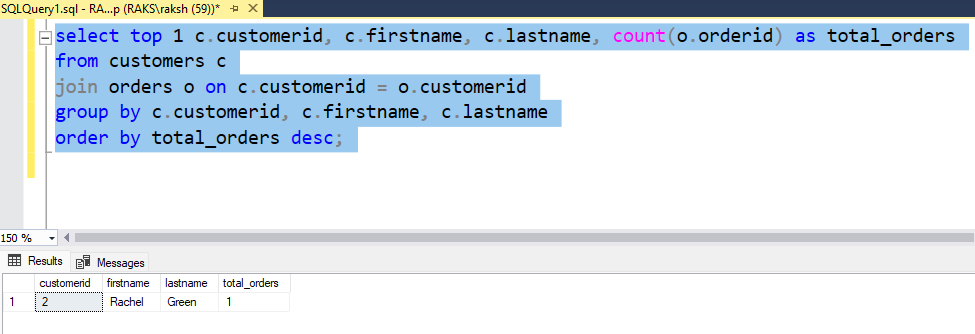 SQLQuery1.sql - RA...p (RAKS\raksh (59))*
select top 1 c.customerid, c.firstname, c.lastname, count(o.orderid) as total_orders
from customers c
join orders o on c.customerid = o.customerid
group by c.customerid, c.firstname, c.lastname
order by total_orders desc;
150 %
Results Messages
customerid firstname lastname total_orders
1 2 Rachel Green 1